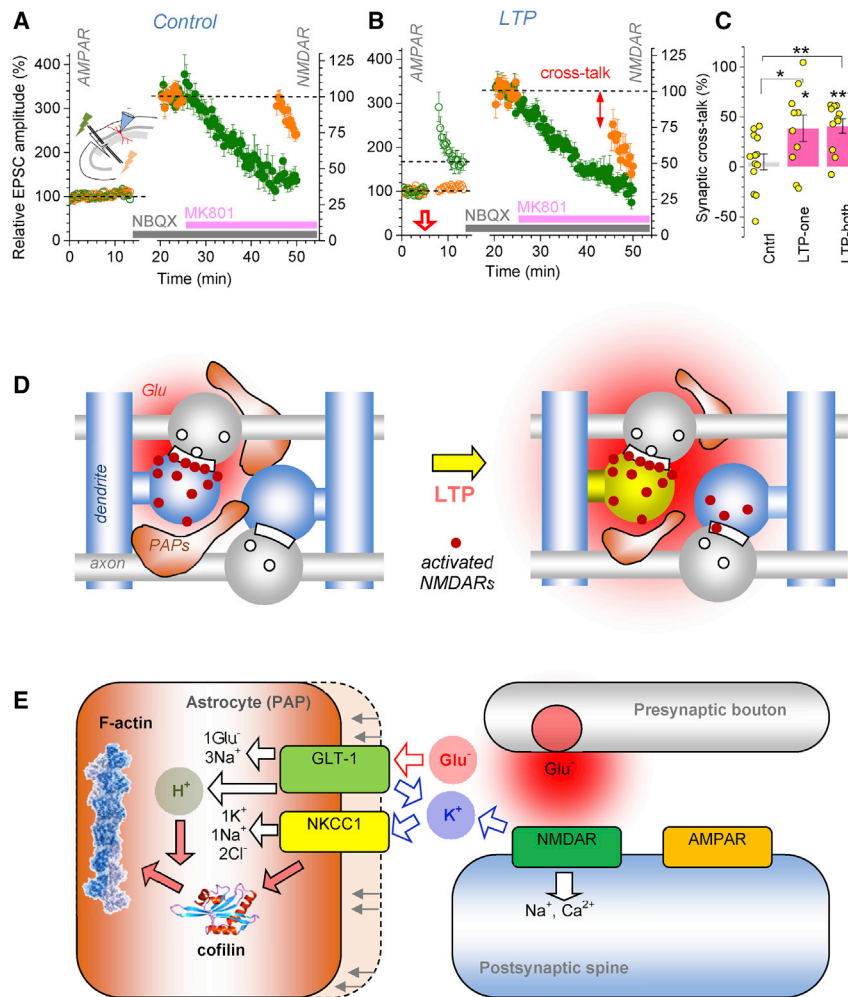 A
Control
AMPAR
NMDAR
Relative EPSC amplitude (%)
400
300
200
100
0
125
100
75
50
25
0
MK801
NBQX
0 10 20 30 40 50
Time (min)
B
LTP
AMPAR
NMDAR
cross-talk
400
300
200
100
0
125
100
75
50
25
0
MK801
NBQX
0 10 20 30 40 50
Time (min)
C
**
*
*
***
Synaptic cross-talk (%)
100
50
0
-50
Cntrl
LTP-one
LTP-both
D
Glu
dendrite
PAPs
axon
LTP
activated
NMDARs
E
Astrocyte (PAP)
F-actin
1Glu⁻
3Na⁺
GLT-1
Glu⁻
H⁺
K⁺
1K⁺
1Na⁺
2Cl⁻
NKCC1
cofilin
Presynaptic bouton
Glu⁻
NMDAR
AMPAR
Na⁺, Ca²⁺
Postsynaptic spine